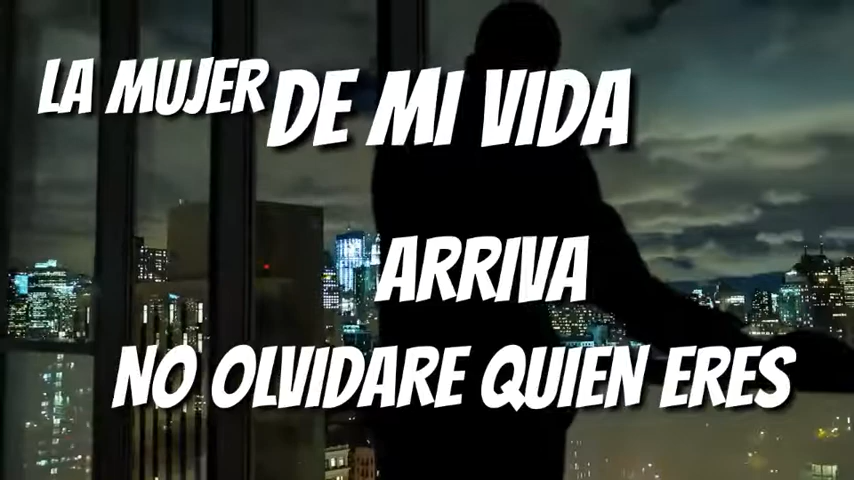 LA MUJER DE MI VIDA
ARRIVA
NO OLVIDARE QUIEN ERES